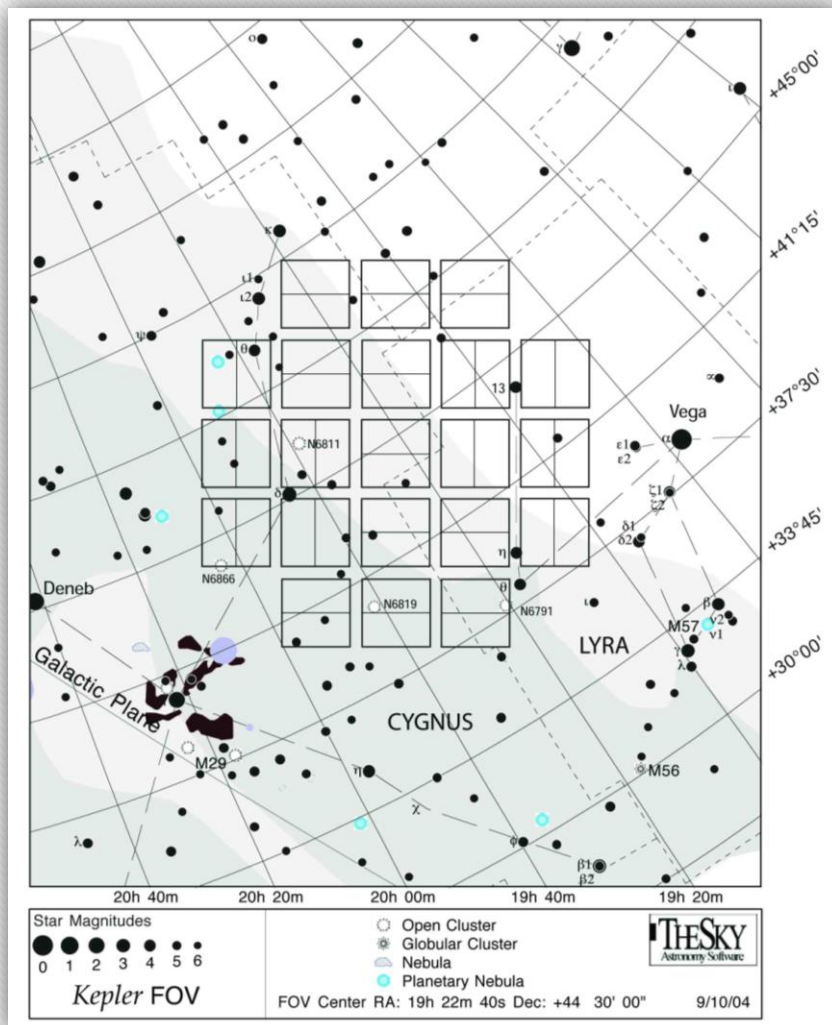 ο
γ
ι
+45°00'
κ
ι1
ι2
+41°15'
ψ
θ
13
+37°30'
α
Vega
α
ε1
ε2
N6811
δ
ζ1
ζ2
δ1
δ2
+33°45'
η
N6866
Deneb
θ
N6819
N6791
ι
β
M57
ν2
ν1
γ
λ
LYRA
+30°00'
Galactic Plane
CYGNUS
M29
η
M56
χ
φ
λ
β1
β2
20h 40m
20h 20m
20h 00m
19h 40m
19h 20m
Star Magnitudes
0 1 2 3 4 5 6
Kepler FOV
Open Cluster
Globular Cluster
Nebula
Planetary Nebula
THESKY
Astronomy Software
FOV Center RA: 19h 22m 40s Dec: +44 30' 00"
9/10/04